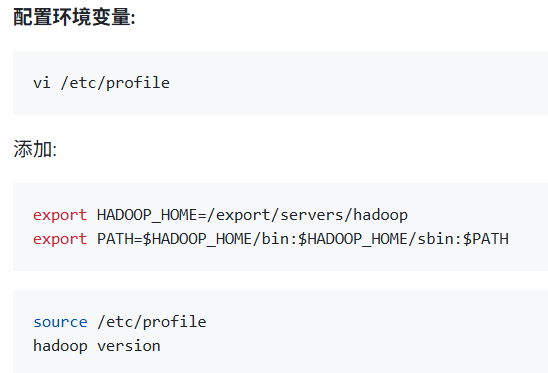 配置环境变量:
vi /etc/profile
添加:
export HADOOP_HOME=/export/servers/hadoop
export PATH=$HADOOP_HOME/bin:$HADOOP_HOME/sbin:$PATH
source /etc/profile
hadoop version